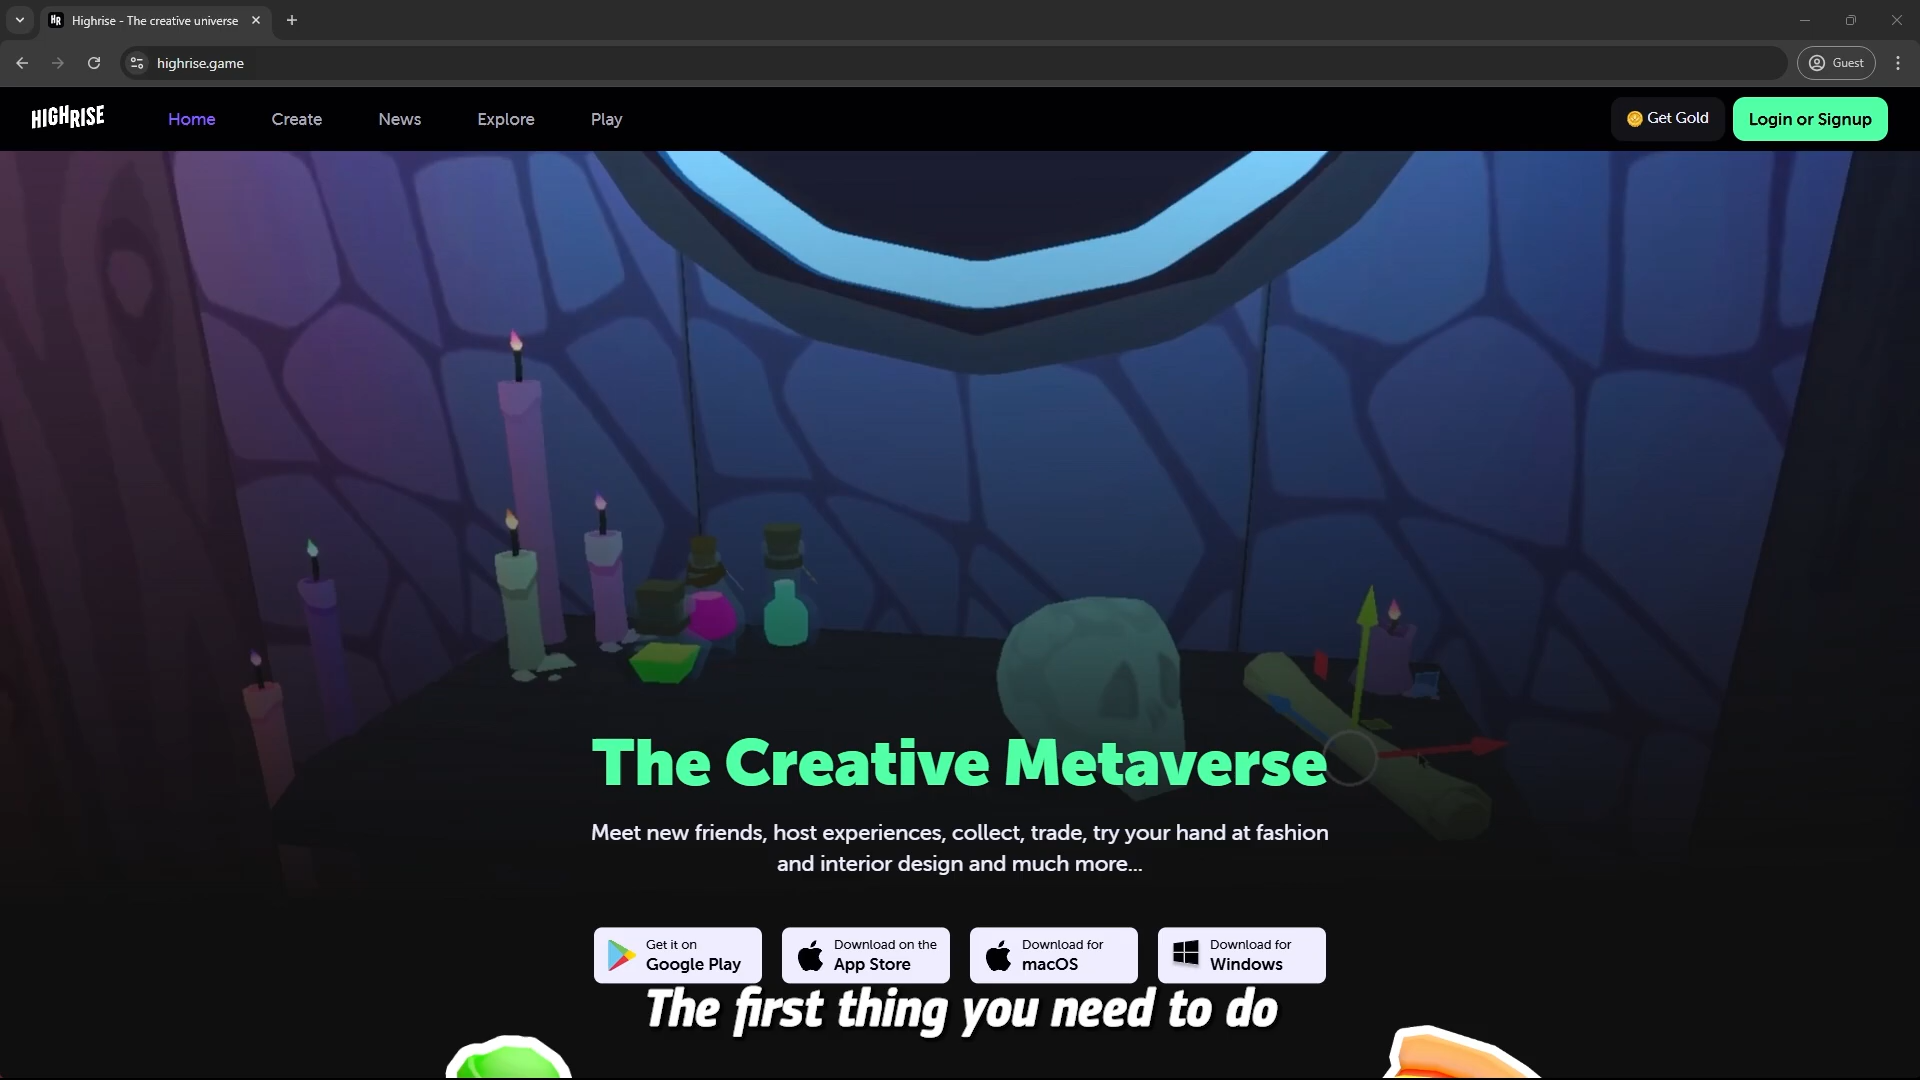 HR Highrise - The creative universe
highrise.game
Guest
HIGHRISE
Home
Create
News
Explore
Play
Get Gold
Login or Signup
The Creative Metaverse
Meet new friends, host experiences, collect, trade, try your hand at fashion
and interior design and much more...
Get it on
Google Play
Download on the
App Store
Download for
macOS
Download for
Windows
The first thing you need to do